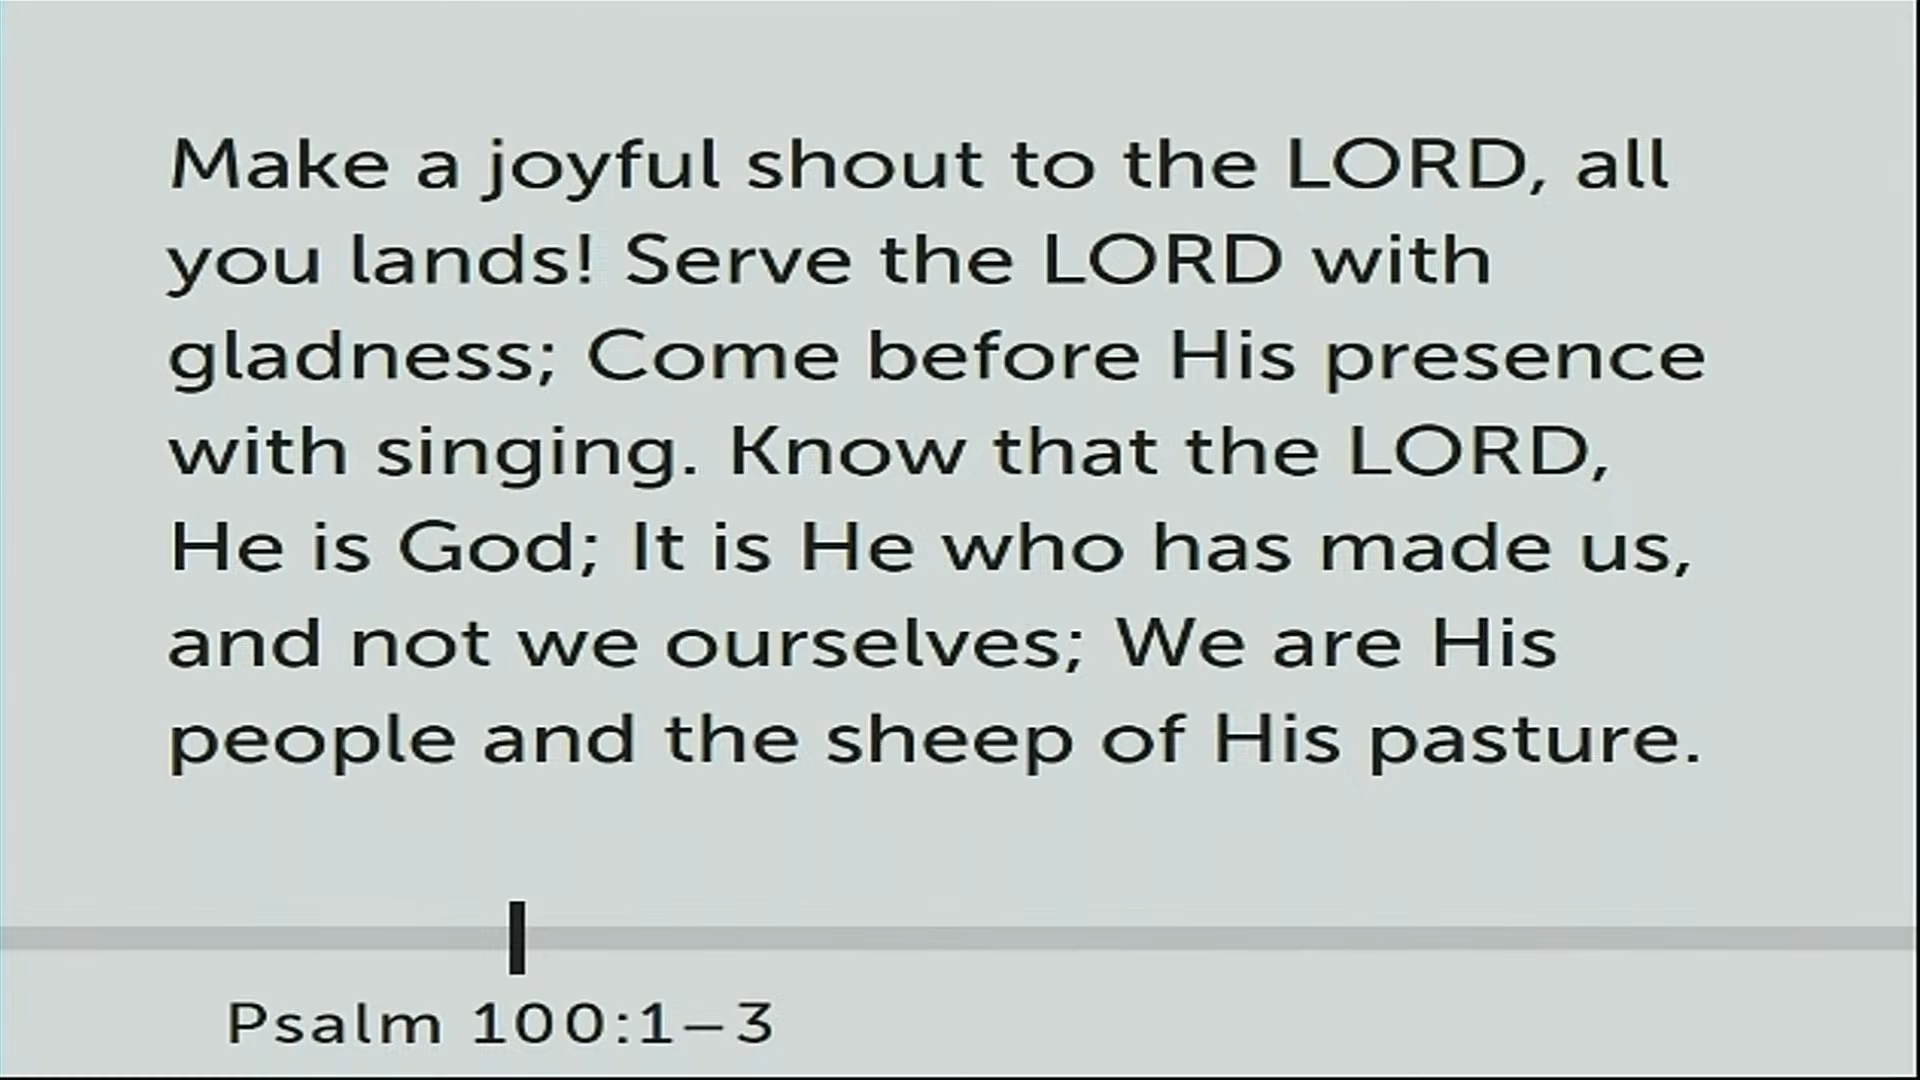 Make a joyful shout to the LORD, all
you lands! Serve the LORD with
gladness; Come before His presence
with singing. Know that the LORD,
He is God; It is He who has made us,
and not we ourselves; We are His
people and the sheep of His pasture.
Psalm 100:1–3